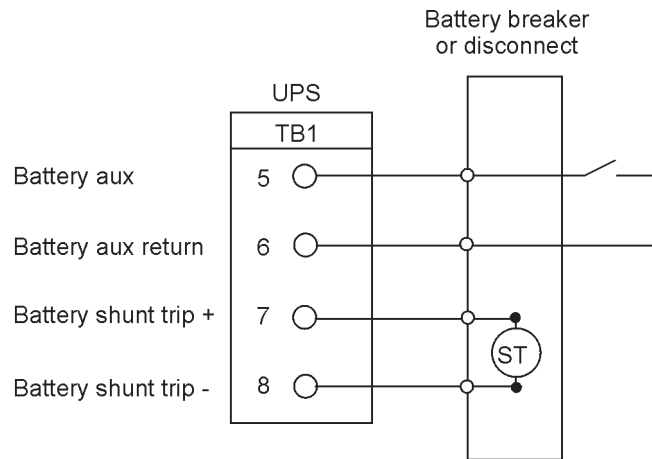 Battery breaker
or disconnect
UPS
TB1
Battery aux 5
Battery aux return 6
Battery shunt trip + 7
ST
Battery shunt trip - 8